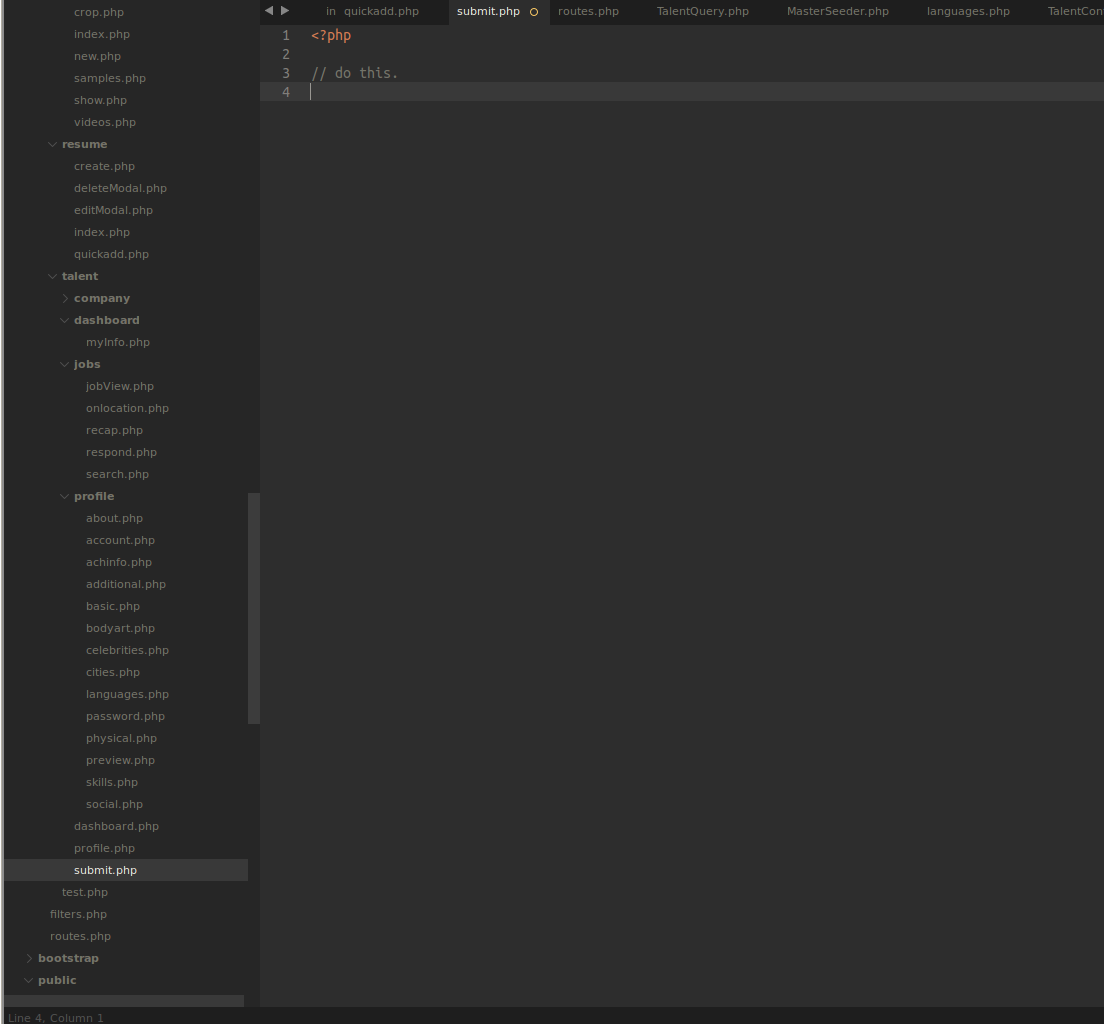 crop.php
index.php
new.php
samples.php
show.php
videos.php
resume
create.php
deleteModal.php
editModal.php
index.php
quickadd.php
talent
company
dashboard
myInfo.php
jobs
jobView.php
onlocation.php
recap.php
respond.php
search.php
profile
about.php
account.php
achinfo.php
additional.php
basic.php
bodyart.php
celebrities.php
cities.php
languages.php
password.php
physical.php
preview.php
skills.php
social.php
dashboard.php
profile.php
submit.php
test.php
filters.php
routes.php
bootstrap
public
in quickadd.php submit.php routes.php TalentQuery.php MasterSeeder.php languages.php TalentCon
1 <?php
2
3 // do this.
4
Line 4, Column 1